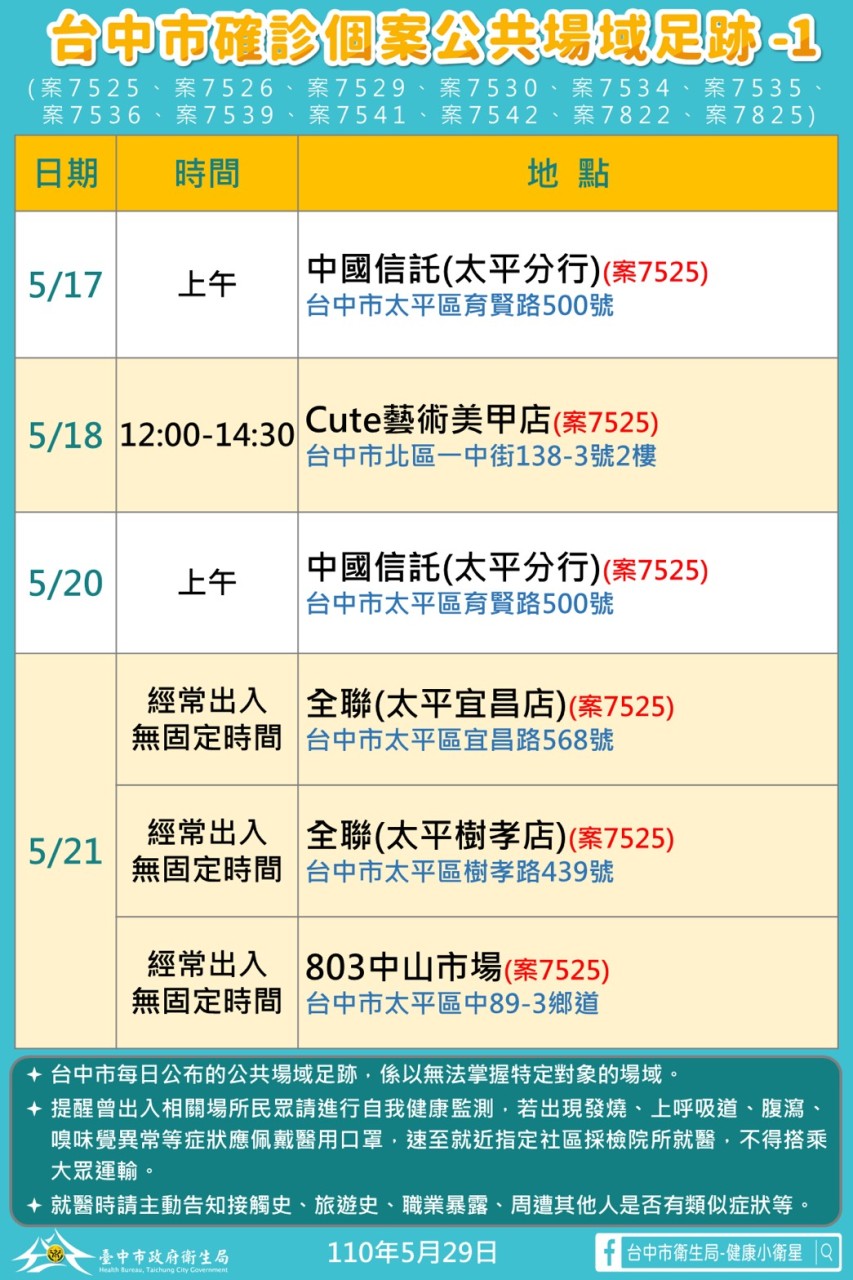 台中市確診個案公共場域足跡-1
(案7525、案7526、案7529、案7530、案7534、案7535、
案7536、案7539、案7541、案7542、案7822、案7825)
日期 時間 地 點
5/17 上午 中國信託(太平分行)(案7525)
台中市太平區育賢路500號
5/18 12:00-14:30 Cute藝術美甲店(案7525)
台中市北區一中街138-3號2樓
5/20 上午 中國信託(太平分行)(案7525)
台中市太平區育賢路500號
5/21
經常出入
無固定時間
全聯(太平宜昌店)(案7525)
台中市太平區宜昌路568號
經常出入
無固定時間
全聯(太平樹孝店)(案7525)
台中市太平區樹孝路439號
經常出入
無固定時間
803中山市場(案7525)
台中市太平區中89-3鄉道
✦ 台中市每日公布的公共場域足跡，係以無法掌握特定對象的場域。
✦ 提醒曾出入相關場所民眾請進行自我健康監測，若出現發燒、上呼吸道、腹瀉、
嗅味覺異常等症狀應佩戴醫用口罩，速至就近指定社區採檢院所就醫，不得搭乘
大眾運輸。
✦ 就醫時請主動告知接觸史、旅遊史、職業暴露、周遭其他人是否有類似症狀等。
臺中市政府衛生局
Health Bureau, Taichung City Government
110年5月29日
f 台中市衛生局-健康小衛星